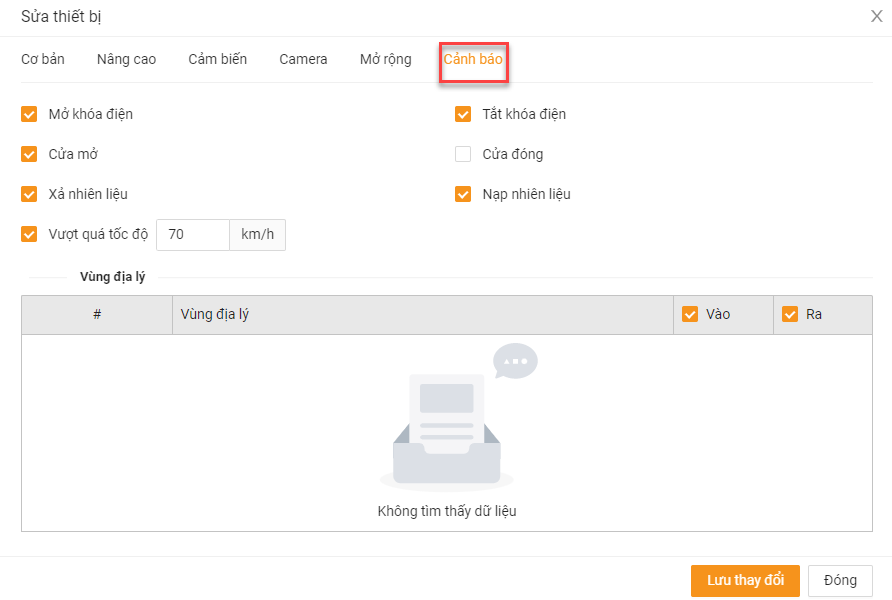 Sửa thiết bị
Cơ bản Nâng cao Cảm biến Camera Mở rộng Cảnh báo
Mở khóa điện Tắt khóa điện
Cửa mở Cửa đóng
Xả nhiên liệu Nạp nhiên liệu
Vượt quá tốc độ 70 km/h
Vùng địa lý
# Vùng địa lý Vào Ra
Không tìm thấy dữ liệu
Lưu thay đổi Đóng